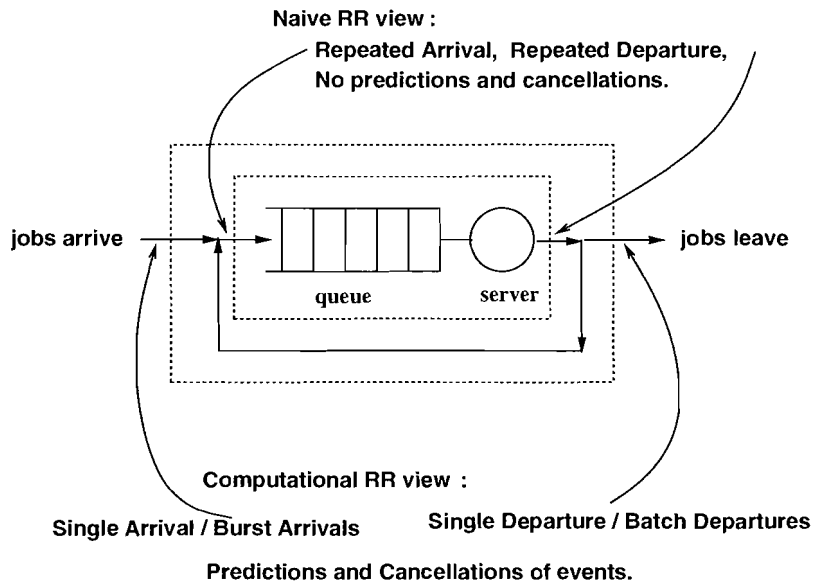 Naive RR view :
Repeated Arrival, Repeated Departure,
No predictions and cancellations.
jobs arrive
jobs leave
queue
server
Computational RR view :
Single Arrival / Burst Arrivals
Single Departure / Batch Departures
Predictions and Cancellations of events.